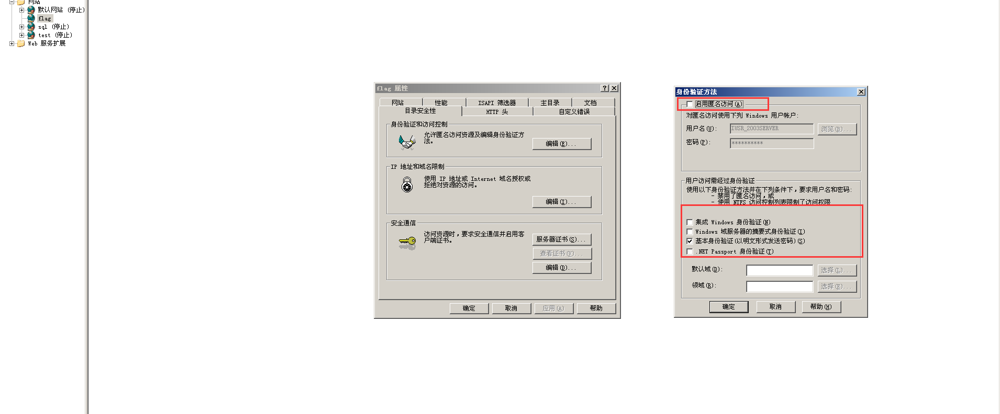 网站
默认网站 (停止)
flag
sql (停止)
test (停止)
Web 服务扩展
flag 属性
网站
性能
ISAPI 筛选器
主目录
文档
目录安全性
HTTP 头
自定义错误
身份验证和访问控制
允许匿名访问资源及编辑身份验证方
法。
编辑(E)...
IP 地址和域名限制
使用 IP 地址或 Internet 域名授权或
拒绝对资源的访问。
编辑(I)...
安全通信
访问资源时，要求安全通信并启用客
户端证书。
服务器证书(S)...
查看证书(V)...
编辑(D)...
确定
取消
应用(A)
帮助
身份验证方法
启用匿名访问(A)
对匿名访问使用下列 Windows 用户帐户:
用户名(U):
IUSR_2003SERVER
浏览(B)...
密码(P):
**********
用户访问需经过身份验证
使用以下身份验证方法并在下列条件下，要求用户名和密码:
- 禁用了匿名访问，或
- 使用 NTFS 访问控制列表限制了访问权限
集成 Windows 身份验证(N)
Windows 域服务器的摘要式身份验证(I)
基本身份验证(以明文形式发送密码)(S)
.NET Passport 身份验证(T)
默认域(D):
选择(L)...
领域(R):
选择(E)...
确定
取消
帮助(H)